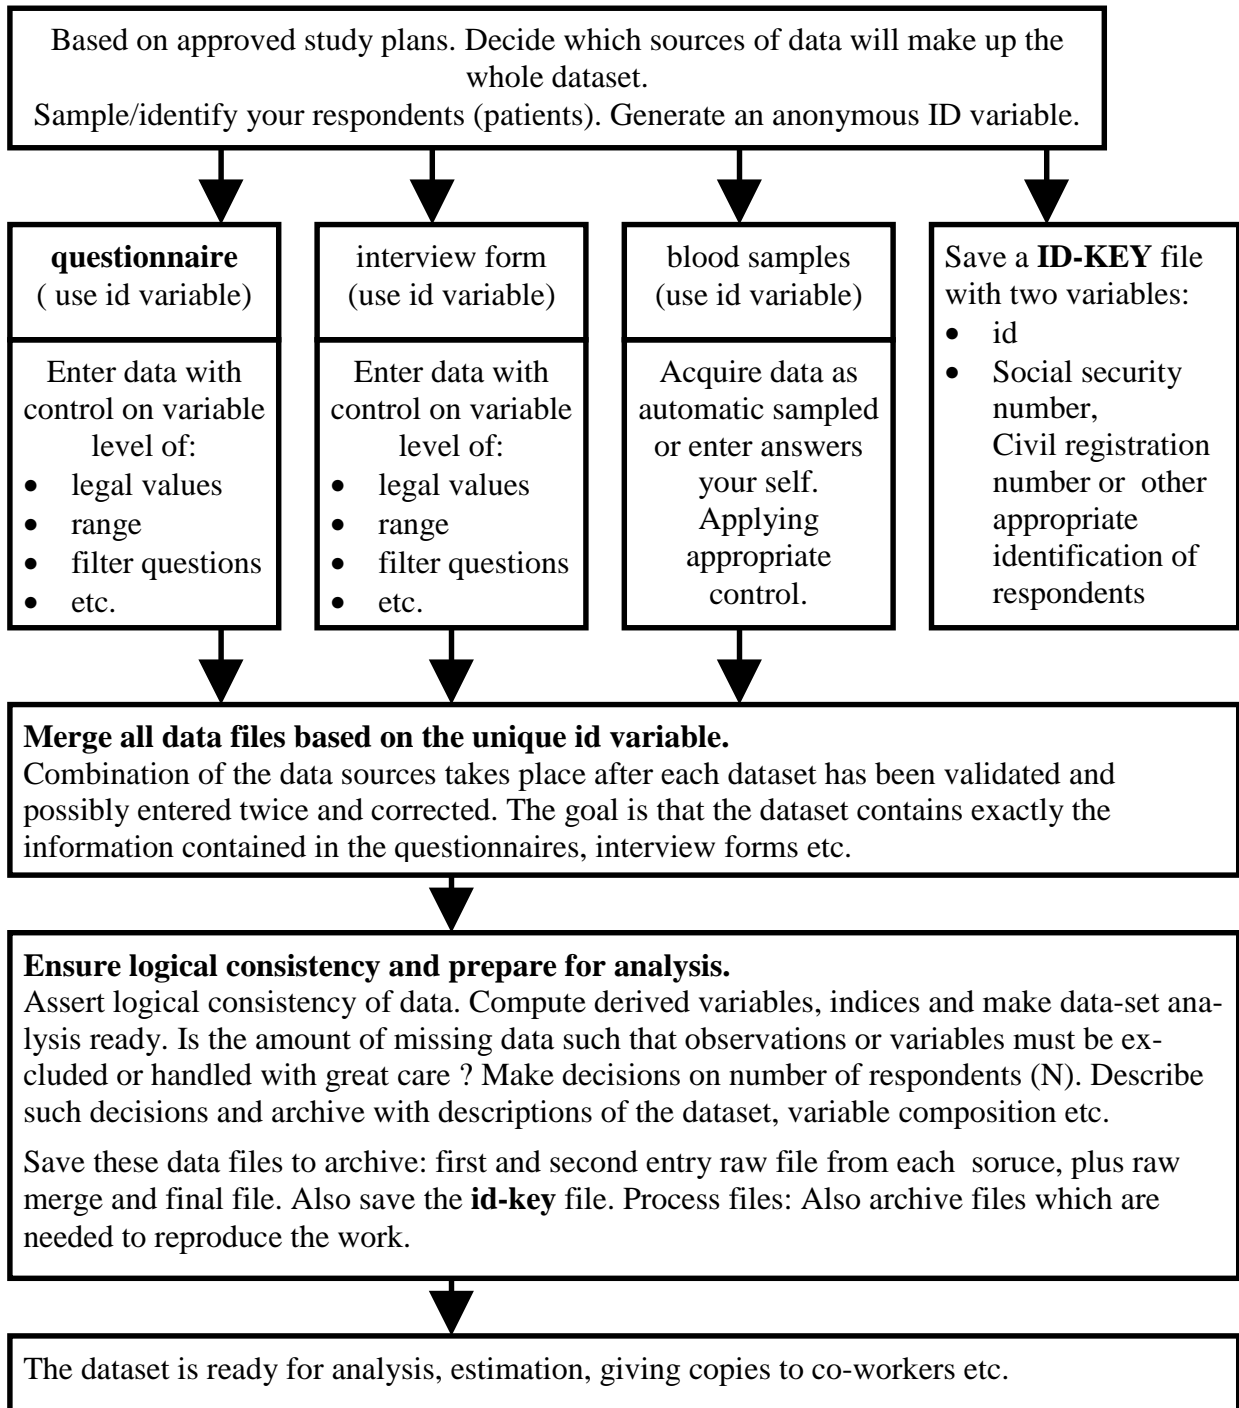 Based on approved study plans. Decide which sources of data will make up the
whole dataset.
Sample/identify your respondents (patients). Generate an anonymous ID variable.
questionnaire
( use id variable)
Enter data with
control on variable
level of:
• legal values
• range
• filter questions
• etc.
interview form
(use id variable)
Enter data with
control on variable
level of:
• legal values
• range
• filter questions
• etc.
blood samples
(use id variable)
Acquire data as
automatic sampled
or enter answers
your self.
Applying
appropriate
control.
Save a ID-KEY file
with two variables:
• id
• Social security
number,
Civil registration
number or other
appropriate
identification of
respondents
Merge all data files based on the unique id variable.
Combination of the data sources takes place after each dataset has been validated and
possibly entered twice and corrected. The goal is that the dataset contains exactly the
information contained in the questionnaires, interview forms etc.
Ensure logical consistency and prepare for analysis.
Assert logical consistency of data. Compute derived variables, indices and make data-set ana-
lysis ready. Is the amount of missing data such that observations or variables must be ex-
cluded or handled with great care ? Make decisions on number of respondents (N). Describe
such decisions and archive with descriptions of the dataset, variable composition etc.
Save these data files to archive: first and second entry raw file from each soruce, plus raw
merge and final file. Also save the id-key file. Process files: Also archive files which are
needed to reproduce the work.
The dataset is ready for analysis, estimation, giving copies to co-workers etc.